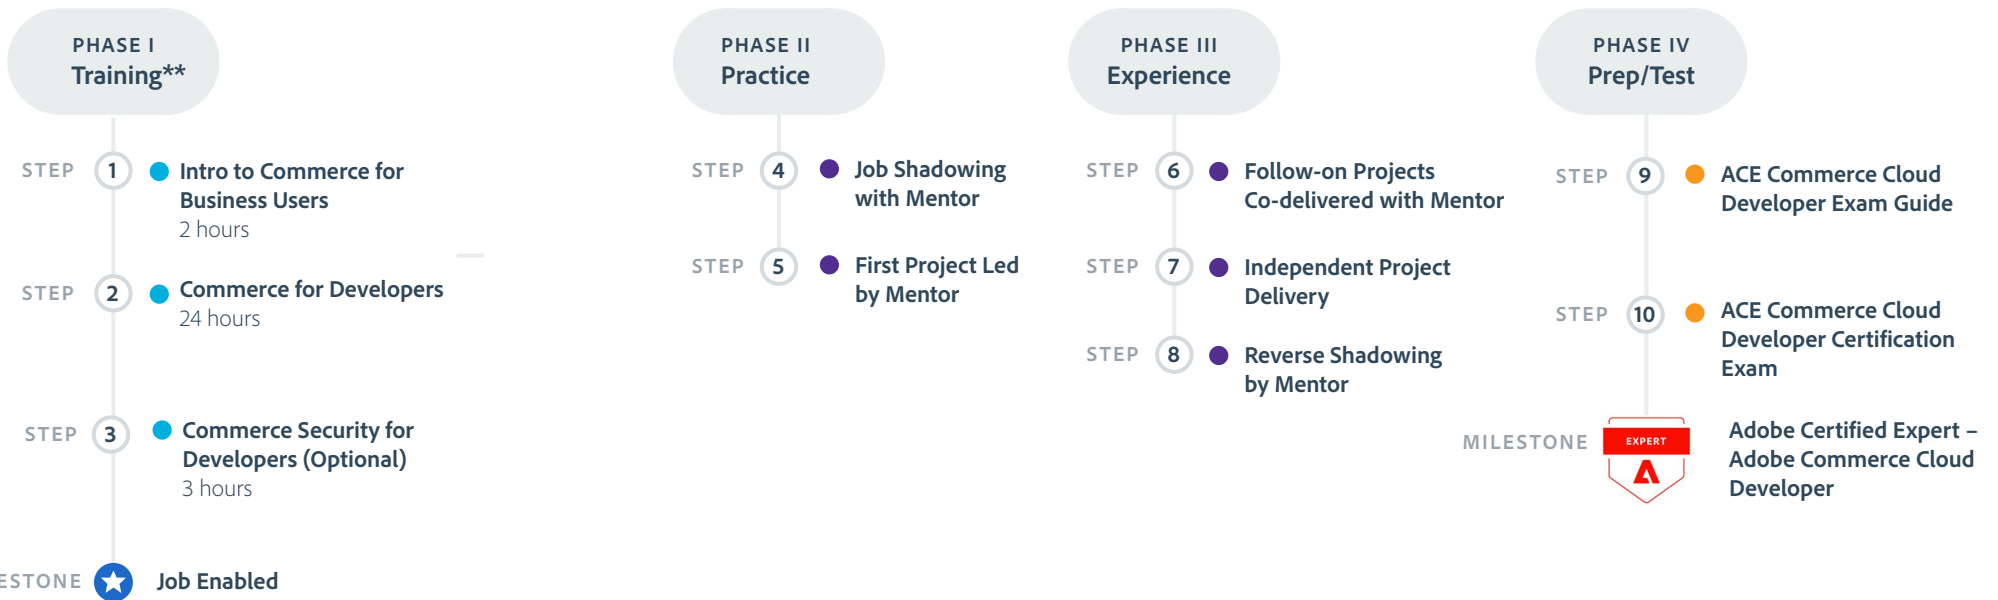 PHASE I
Training**
STEP 1 Intro to Commerce for
Business Users
2 hours
STEP 2 Commerce for Developers
24 hours
STEP 3 Commerce Security for
Developers (Optional)
3 hours
ESTONE Job Enabled
PHASE II
Practice
STEP 4 Job Shadowing
with Mentor
STEP 5 First Project Led
by Mentor
PHASE III
Experience
STEP 6 Follow-on Projects
Co-delivered with Mentor
STEP 7 Independent Project
Delivery
STEP 8 Reverse Shadowing
by Mentor
PHASE IV
Prep/Test
STEP 9 ACE Commerce Cloud
Developer Exam Guide
STEP 10 ACE Commerce Cloud
Developer Certification
Exam
MILESTONE EXPERT Adobe Certified Expert –
Adobe Commerce Cloud
Developer